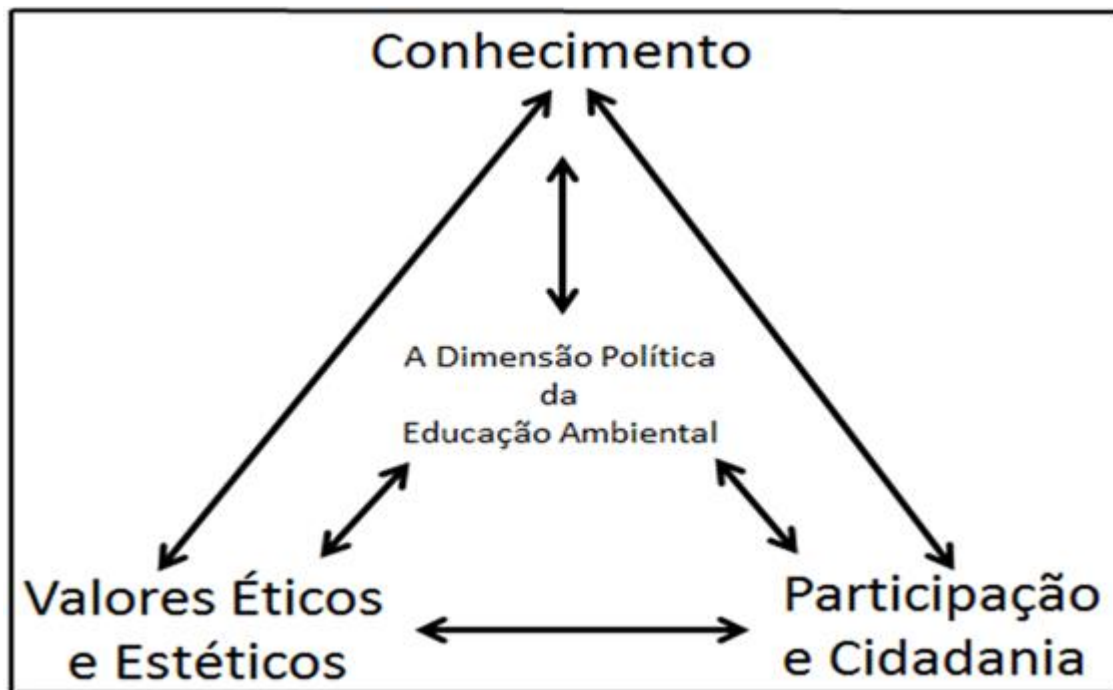 Conhecimento
A Dimensão Política
da
Educação Ambiental
Valores Éticos
e Estéticos
Participação
e Cidadania